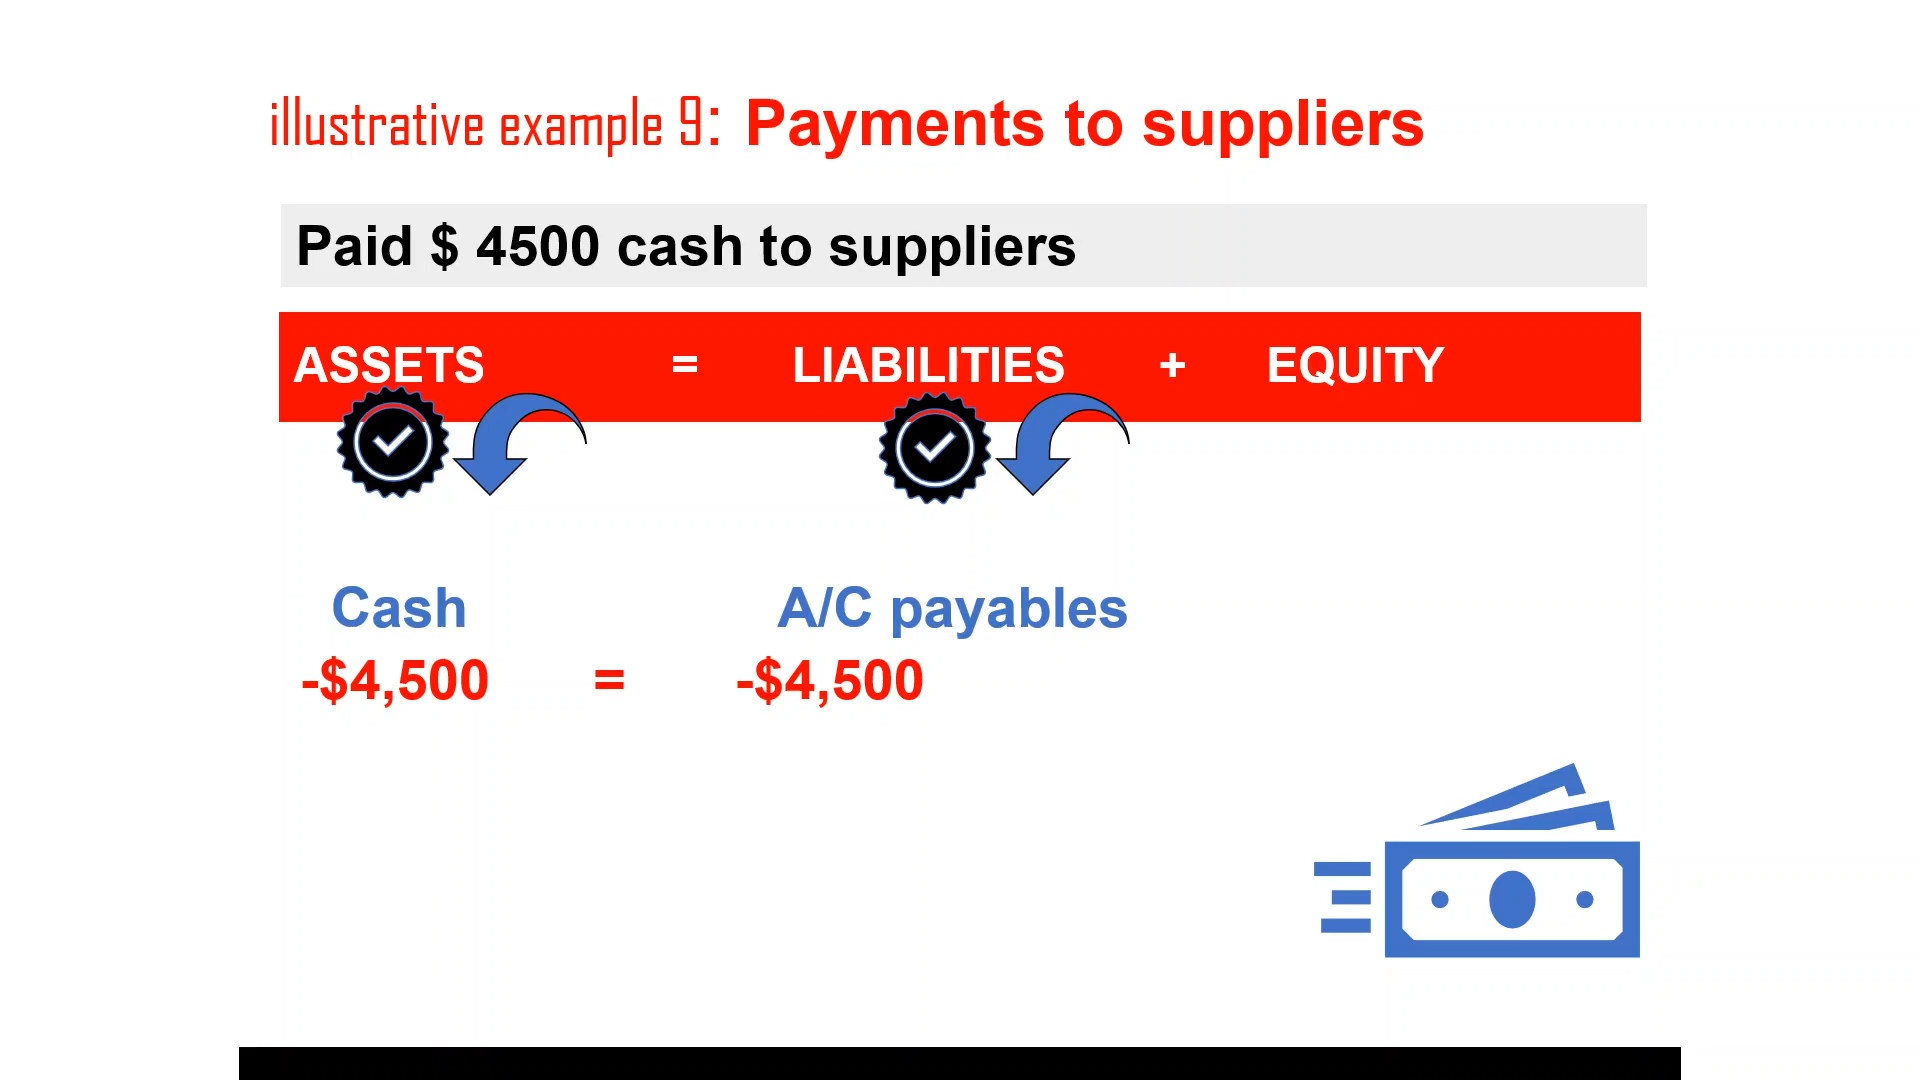 illustrative example 9: Payments to suppliers
Paid $ 4500 cash to suppliers
ASSETS = LIABILITIES + EQUITY
Cash A/C payables
-$4,500 = -$4,500